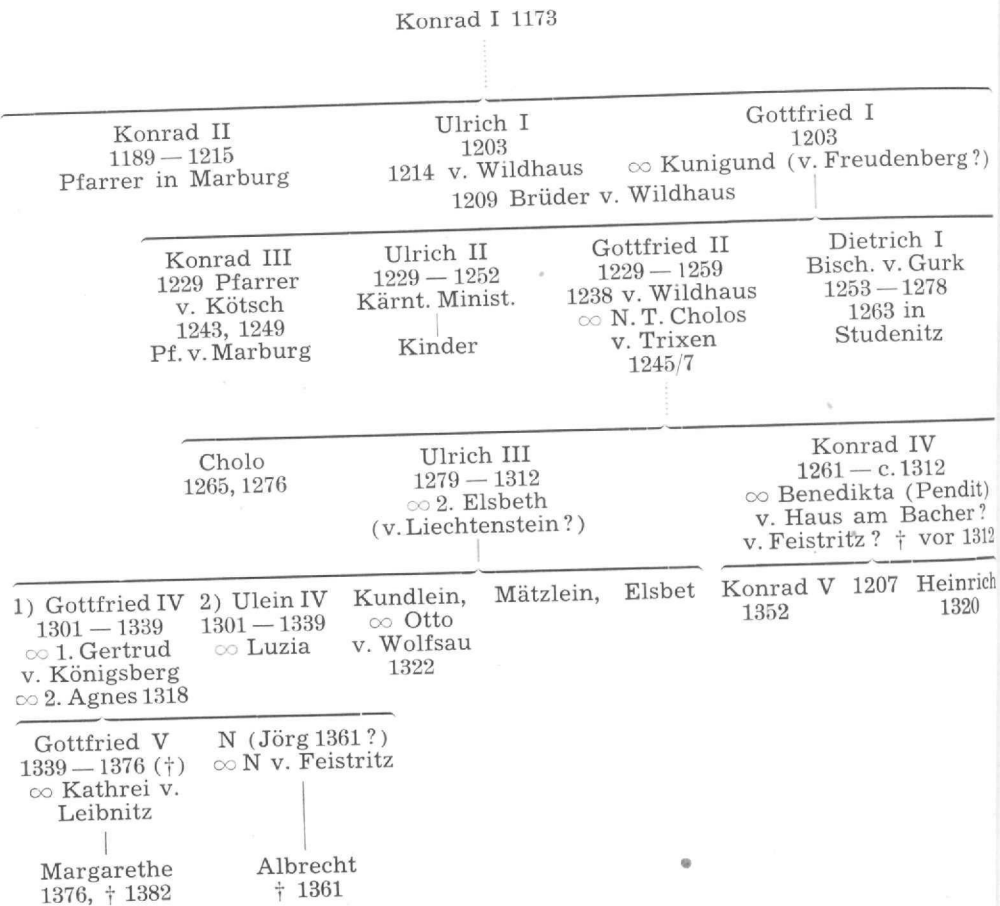 Konrad I 1173
Konrad II
1189 — 1215
Pfarrer in Marburg
Ulrich I
1203
1214 v. Wildhaus
Gottfried I
1203
∞ Kunigund (v. Freudenberg?)
1209 Brüder v. Wildhaus
Konrad III
1229 Pfarrer
v. Kötsch
1243, 1249
Pf. v. Marburg
Ulrich II
1229 — 1252
Kärnt. Minist.
Kinder
Gottfried II
1229 — 1259
1238 v. Wildhaus
∞ N. T. Cholos
v. Trixen
1245/7
Dietrich I
Bisch. v. Gurk
1253 — 1278
1263 in
Studenitz
Cholo
1265, 1276
Ulrich III
1279 — 1312
∞ 2. Elsbeth
(v. Liechtenstein?)
Konrad IV
1261 — c. 1312
∞ Benedikta (Pendit)
v. Haus am Bacher?
v. Feistritz? † vor 1312
1) Gottfried IV
1301 — 1339
∞ 1. Gertrud
v. Königsberg
∞ 2. Agnes 1318
2) Ulein IV
1301 — 1339
∞ Luzia
Kundlein,
∞ Otto
v. Wolfsau
1322
Mätzlein,
Elsbet
Konrad V
1352
1207
Heinrich
1320
Gottfried V
1339 — 1376 (†)
∞ Kathrei v.
Leibnitz
N (Jörg 1361?)
∞ N v. Feistritz
Margarethe
1376, † 1382
Albrecht
† 1361